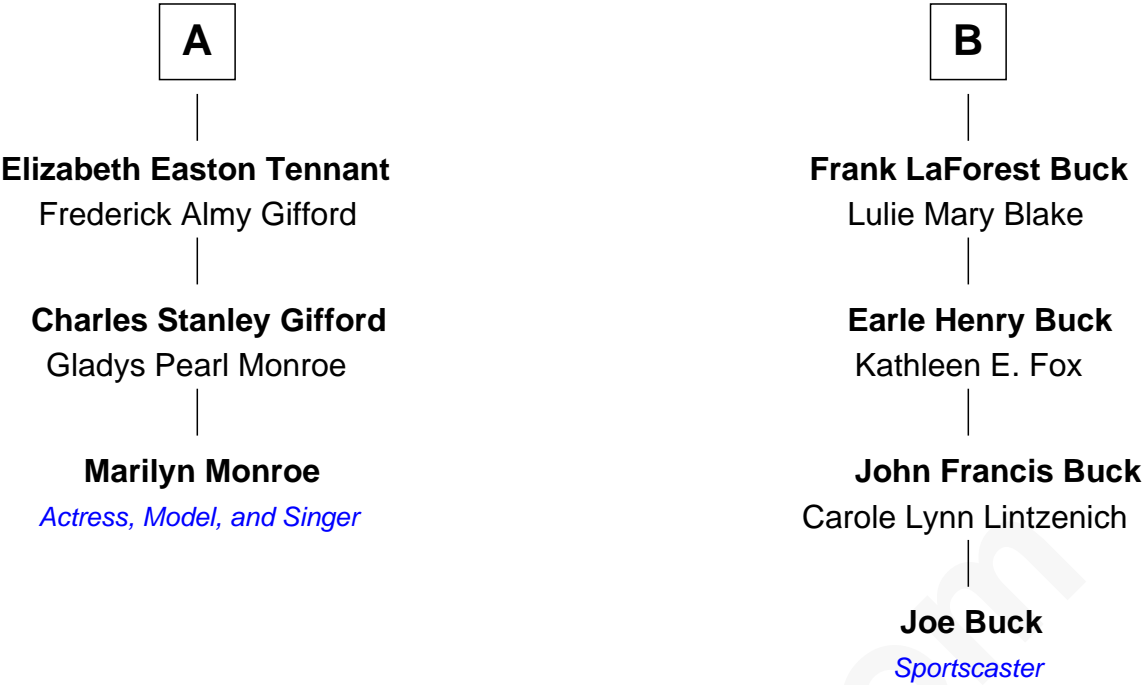 A
Elizabeth Easton Tennant
Frederick Almy Gifford
Charles Stanley Gifford
Gladys Pearl Monroe
Marilyn Monroe
Actress, Model, and Singer
B
Frank LaForest Buck
Lulie Mary Blake
Earle Henry Buck
Kathleen E. Fox
John Francis Buck
Carole Lynn Lintzenich
Joe Buck
Sportscaster